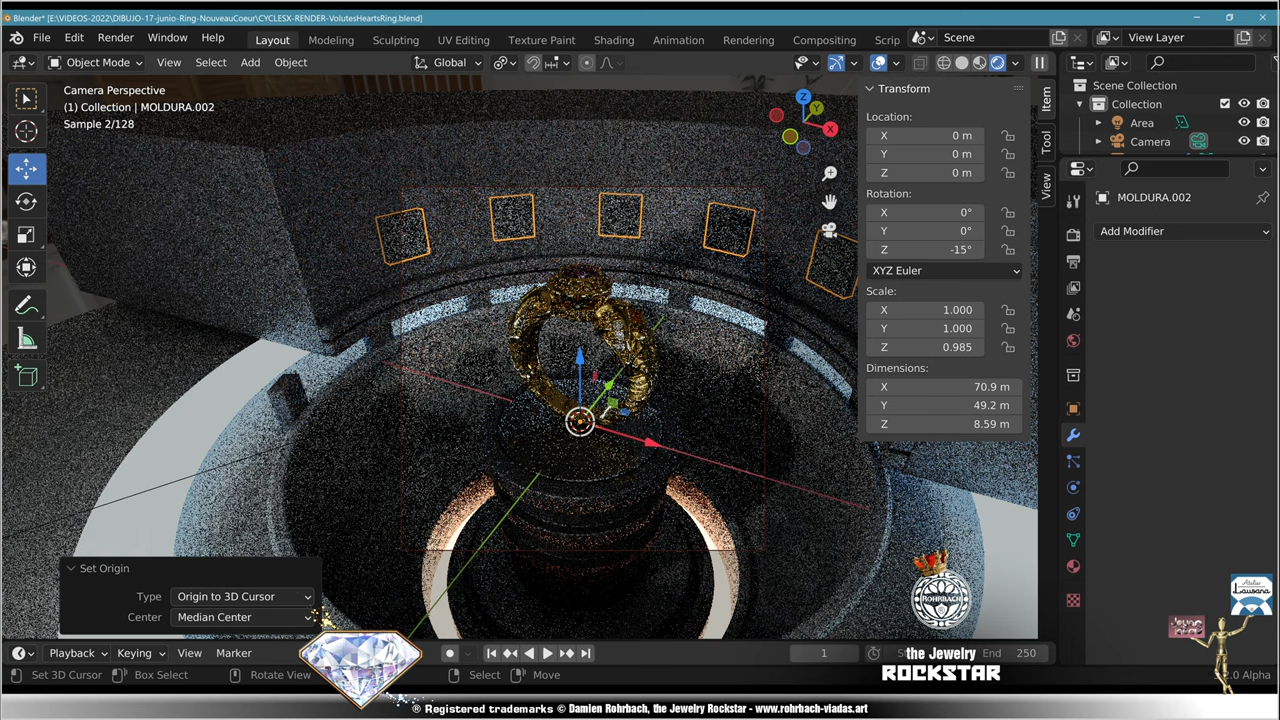 Blender* [E:\VIDEOS-2022\DIBUJO-17-junio-Ring-NouveauCoeur\CYCLESX-RENDER-VolutesHeartsRing.blend]
File Edit Render Window Help Layout Modeling Sculpting UV Editing Texture Paint Shading Animation Rendering Compositing Scrip Scene View Layer
Object Mode View Select Add Object Global
Camera Perspective
(1) Collection | MOLDURA.002
Sample 2/128
Z
Y
X
Item
Tool
View
Transform
Location:
X 0 m
Y 0 m
Z 0 m
Rotation:
X 0°
Y 0°
Z -15°
XYZ Euler
Scale:
X 1.000
Y 1.000
Z 0.985
Dimensions:
X 70.9 m
Y 49.2 m
Z 8.59 m
Scene Collection
Collection
Area
Camera
MOLDURA.002
Add Modifier
Set Origin
Type Origin to 3D Cursor
Center Median Center
ROHRBACH
Atelier
Lausana
Playback Keying View Marker 1 End 250
Set 3D Cursor Box Select Rotate View Select Move .0 Alpha
the Jewelry
ROCKSTAR
® Registered trademarks © Damien Rohrbach, the Jewelry Rockstar - www.rohrbach-viadas.art